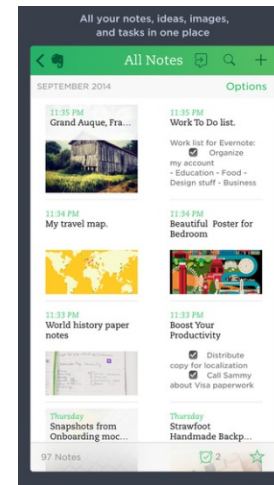 All your notes, ideas, images,
and tasks in one place
All Notes
SEPTEMBER 2014
Options
11:35 PM
Grand Auque, Fra...
11:35 PM
Work To Do list.
Work list for Evernote:
Organize
my account
- Education - Food -
Design stuff - Business
11:34 PM
My travel map.
11:34 PM
Beautiful Poster for
Bedroom
11:33 PM
World history paper
notes
11:33 PM
Boost Your
Productivity
Distribute
copy for localization
Call Sammy
about Visa paperwork
Thursday
Snapshots from
Onboarding moc...
Thursday
Strawfoot
Handmade Backp...
97 Notes
2